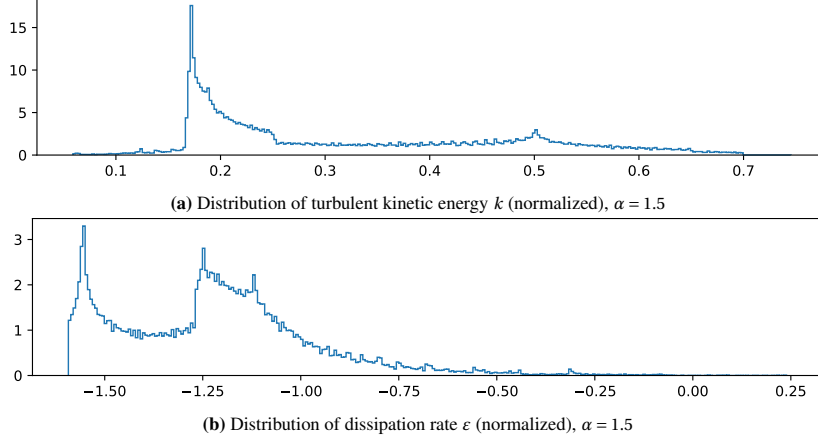 15
10
5
0
0.1 0.2 0.3 0.4 0.5 0.6 0.7
(a) Distribution of turbulent kinetic energy k (normalized), α = 1.5
3
2
1
0
−1.50 −1.25 −1.00 −0.75 −0.50 −0.25 0.00 0.25
(b) Distribution of dissipation rate ε (normalized), α = 1.5